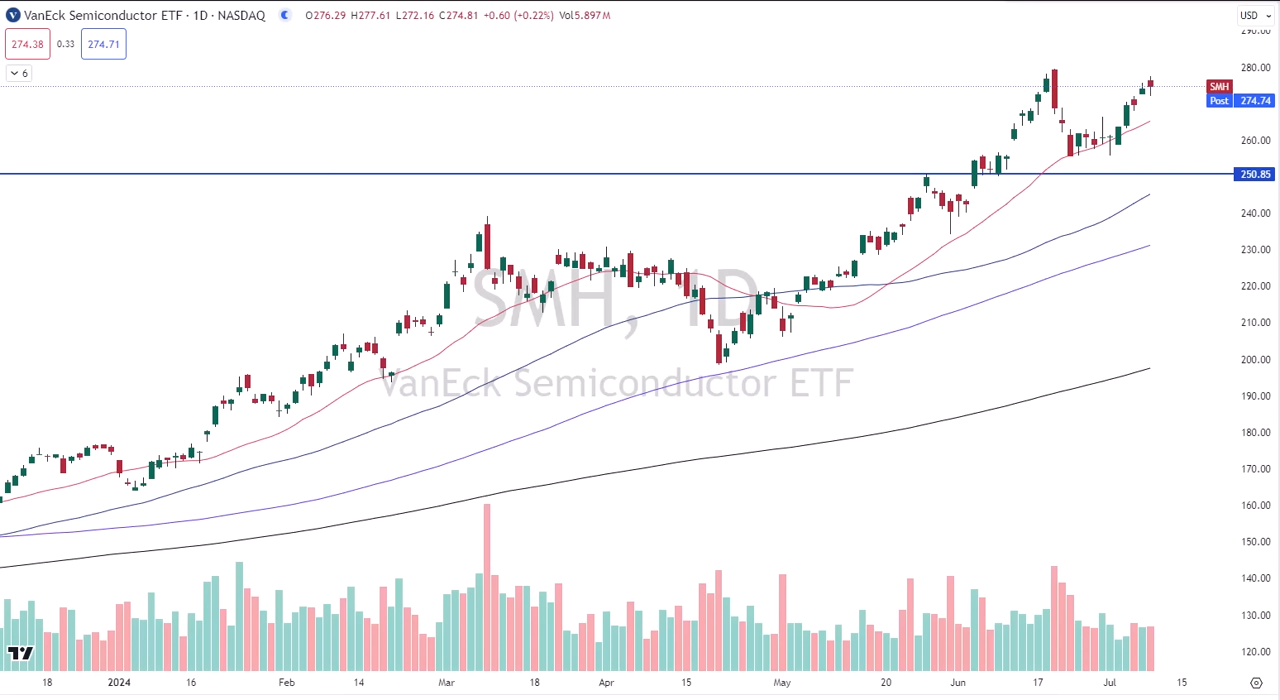 VanEck Semiconductor ETF · 1D · NASDAQ O276.29 H277.61 L272.16 C274.81 +0.60 (+0.22%) Vol5.897M USD
274.38 0.33 274.71
6
290.00
280.00
SMH
Post 274.74
260.00
250.85
240.00
230.00
220.00
210.00
200.00
190.00
180.00
170.00
160.00
150.00
140.00
130.00
120.00
SMH, 1D
VanEck Semiconductor ETF
18 2024 16 Feb 14 Mar 18 Apr 15 May 20 Jun 17 Jul 15